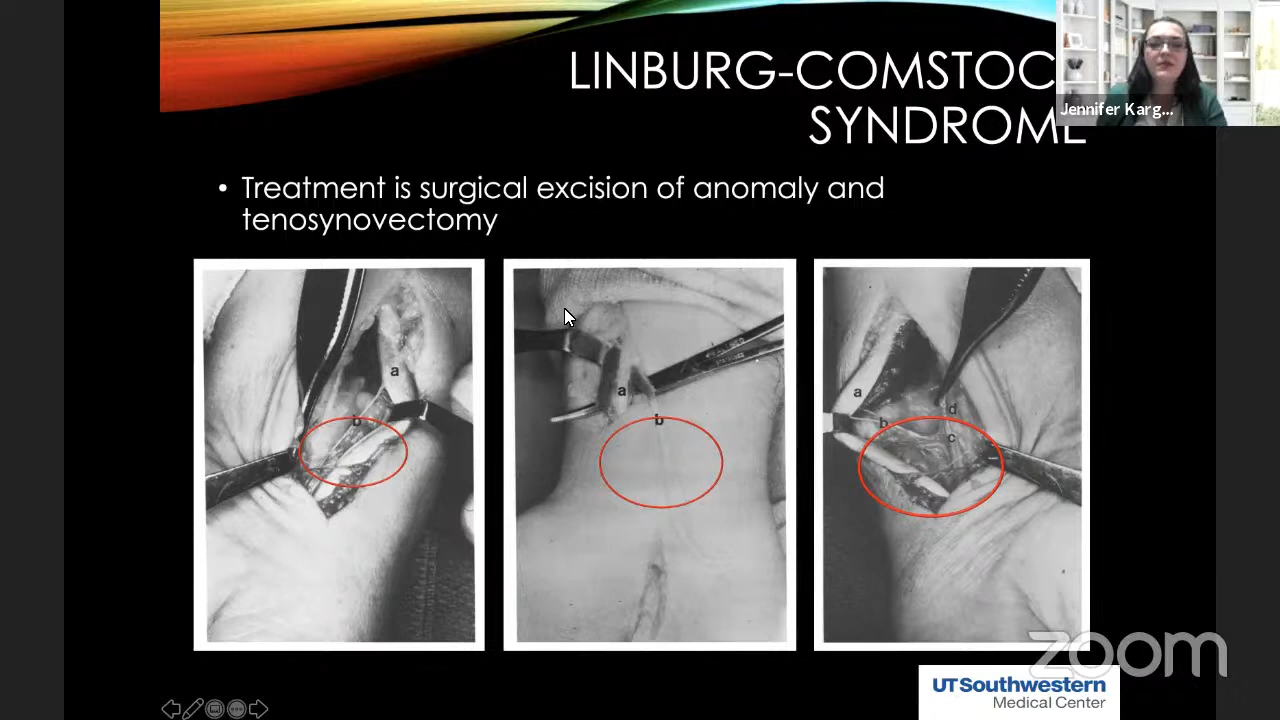 LINBURG-COMSTOC
SYNDROME
Jennifer Karg...
• Treatment is surgical excision of anomaly and
tenosynovectomy
a
b
a
b
a
b
d
c
zoom
UTSouthwestern
Medical Center